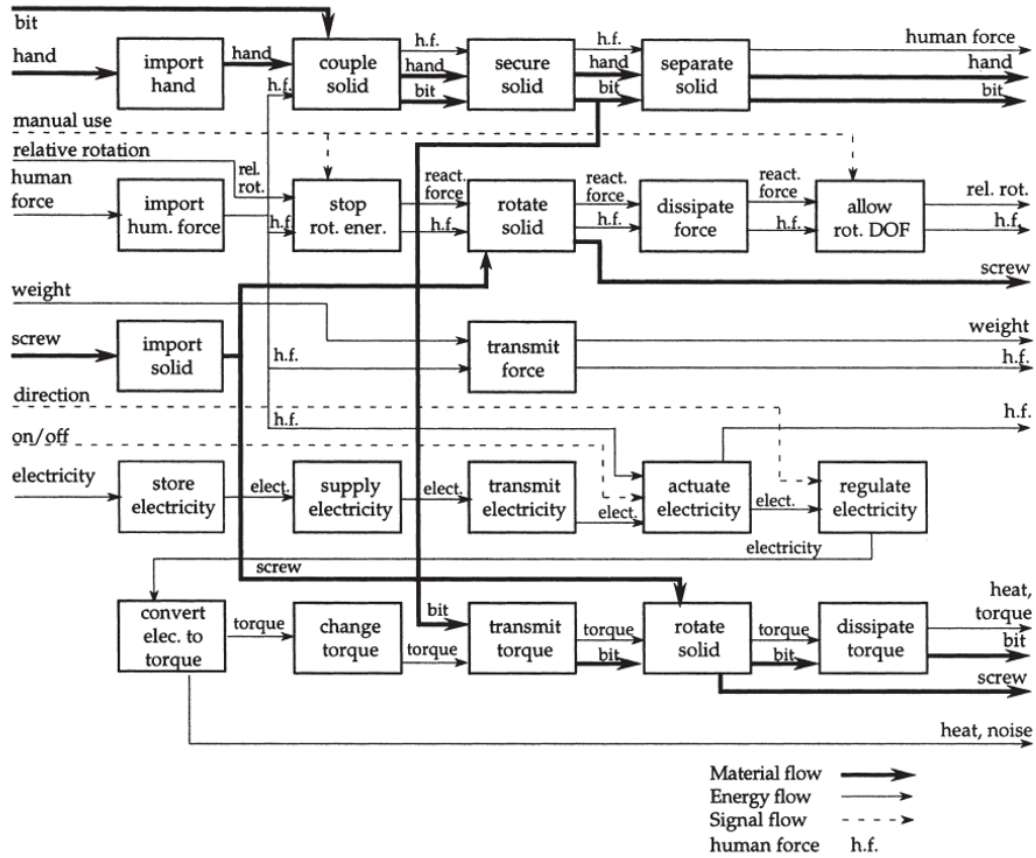 bit
hand
import
hand
hand
h.f.
couple
solid
h.f.
hand
bit
secure
solid
h.f.
hand
bit
separate
solid
human force
hand
bit
manual use
relative rotation
human
force
import
hum. force
rel.
rot.
h.f.
stop
rot. ener.
react.
force
h.f.
rotate
solid
react.
force
h.f.
dissipate
force
react.
force
h.f.
allow
rot. DOF
rel. rot.
h.f.
screw
weight
screw
import
solid
h.f.
transmit
force
weight
h.f.
direction
on/off
h.f.
h.f.
electricity
store
electricity
elect.
supply
electricity
elect.
transmit
electricity
elect.
actuate
electricity
elect.
regulate
electricity
electricity
screw
convert
elec. to
torque
torque
change
torque
torque
bit
transmit
torque
torque
bit
rotate
solid
torque
bit
dissipate
torque
heat,
torque
bit
screw
heat, noise
Material flow
Energy flow
Signal flow
human force h.f.